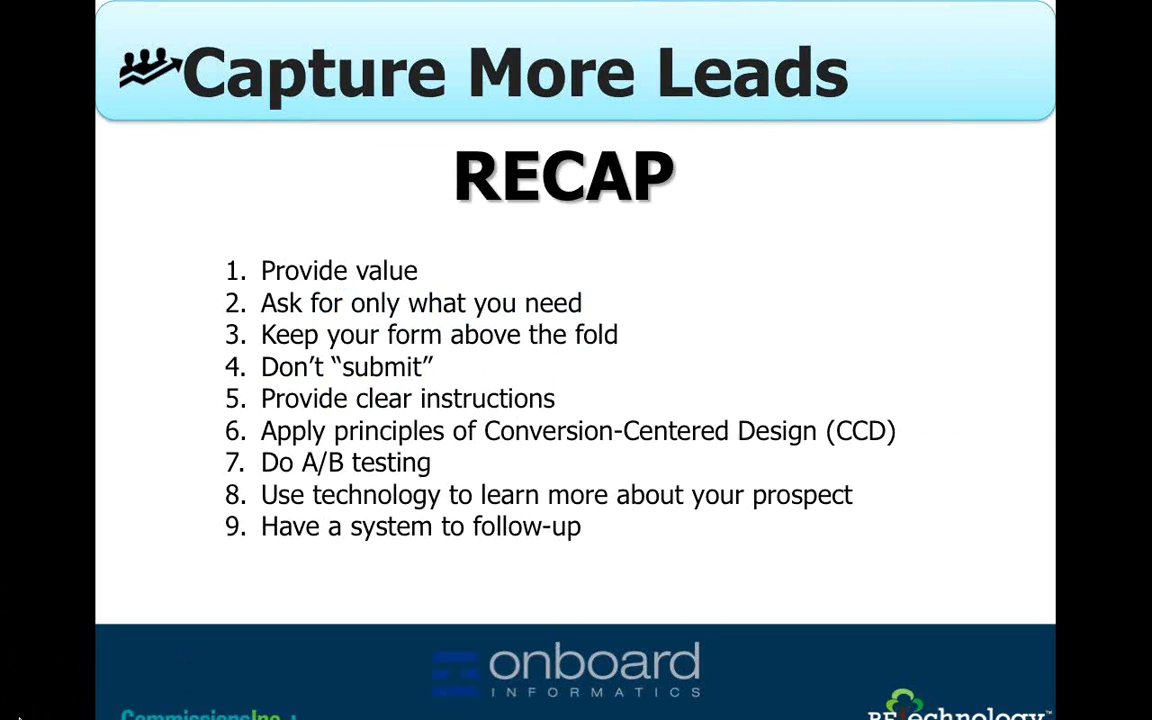 Capture More Leads
RECAP
1. Provide value
2. Ask for only what you need
3. Keep your form above the fold
4. Don’t “submit”
5. Provide clear instructions
6. Apply principles of Conversion-Centered Design (CCD)
7. Do A/B testing
8. Use technology to learn more about your prospect
9. Have a system to follow-up
onboard
INFORMATICS
CommissionsInc
RETechnology™